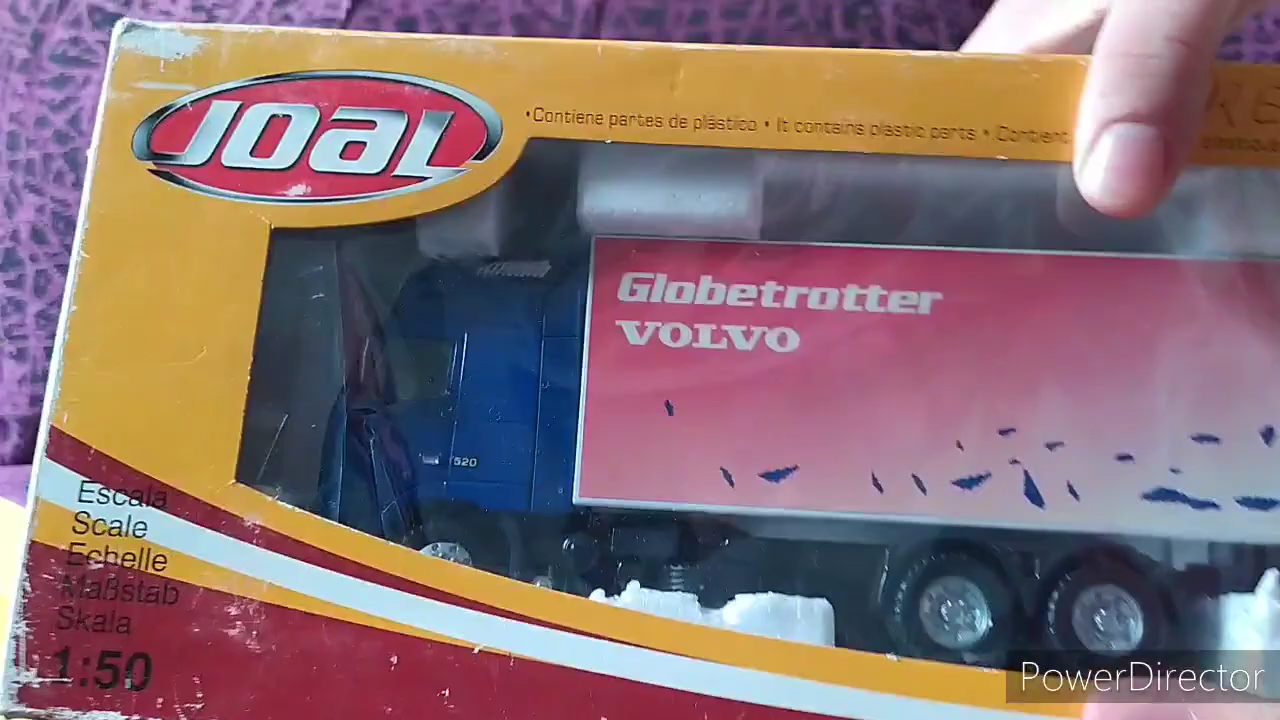 JOAL
•Contiene partes de plástico • It contains plastic parts • Contient
Globetrotter
VOLVO
520
Escala
Scale
Echelle
Maßstab
Skala
1:50
PowerDirector